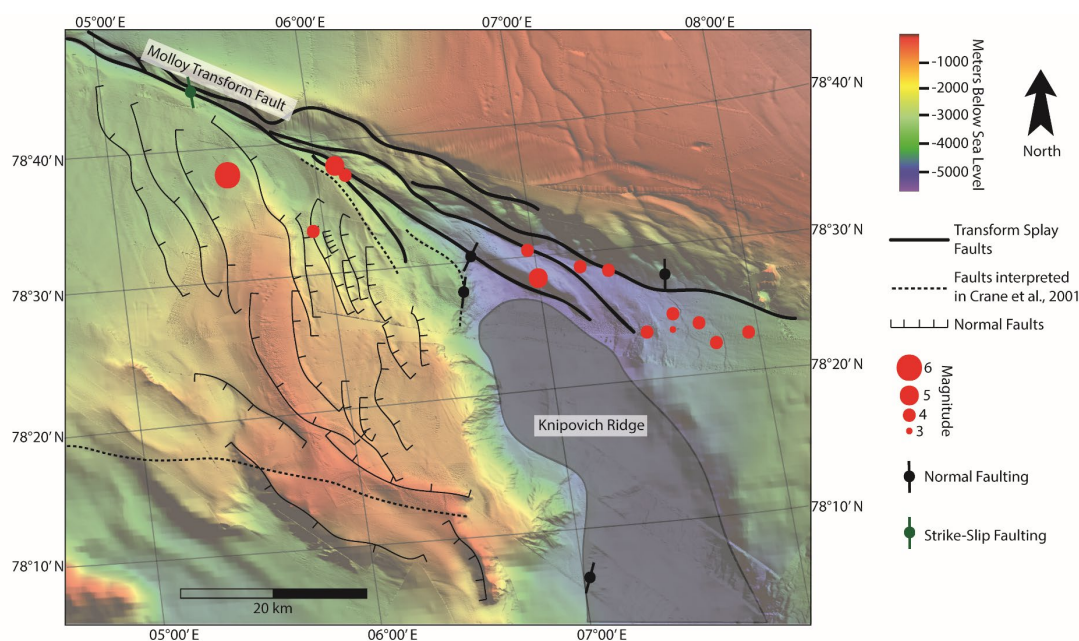 05°00′ E
06°00′ E
07°00′ E
08°00′ E
Molloy Transform Fault
78°40′ N
78°30′ N
78°20′ N
78°10′ N
78°40′ N
78°30′ N
78°20′ N
78°10′ N
Knipovich Ridge
20 km
05°00′ E
06°00′ E
07°00′ E
-1000
-2000
-3000
-4000
-5000
Meters Below Sea Level
North
Transform Splay
Faults
Faults interpreted
in Crane et al., 2001
Normal Faults
6
5
4
3
Magnitude
Normal Faulting
Strike-Slip Faulting